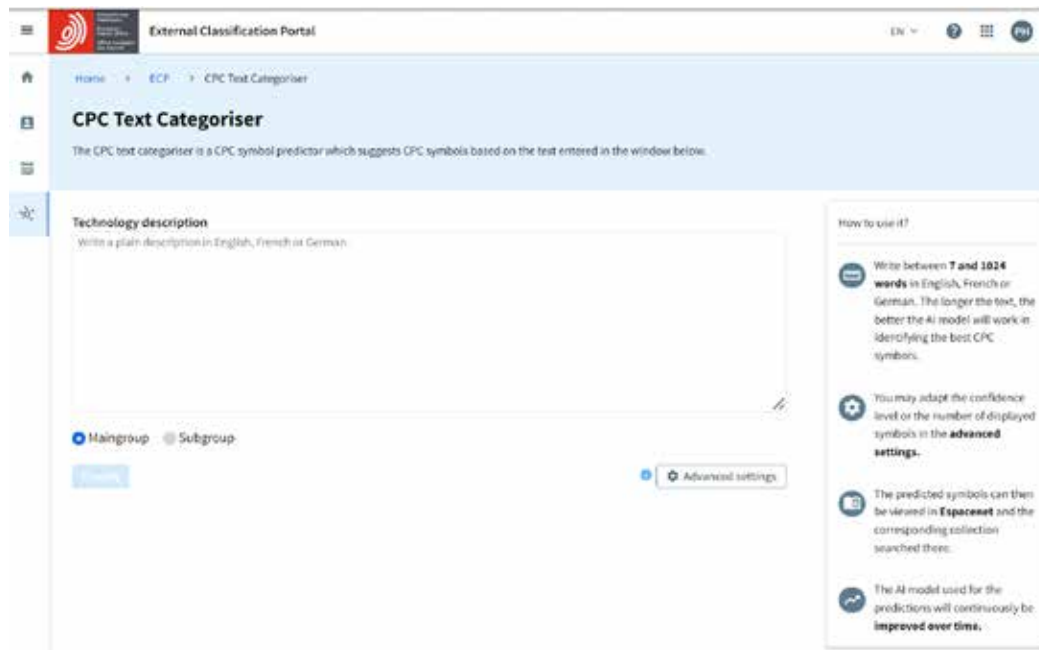 External Classification Portal
EN
PH
Home > ECP > CPC Text Categoriser
CPC Text Categoriser
The CPC text categoriser is a CPC symbol predictor which suggests CPC symbols based on the text entered in the window below.
Technology description
Write a plain description in English, French or German
Maingroup
Subgroup
Advanced settings
How to use it?
Write between 7 and 1024
words in English, French or
German. The longer the text, the
better the AI model will work in
identifying the best CPC
symbols.
You may adapt the confidence
level or the number of displayed
symbols in the advanced
settings.
The predicted symbols can then
be viewed in Espacenet and the
corresponding collection
searched there.
The AI model used for the
predictions will continuously be
improved over time.